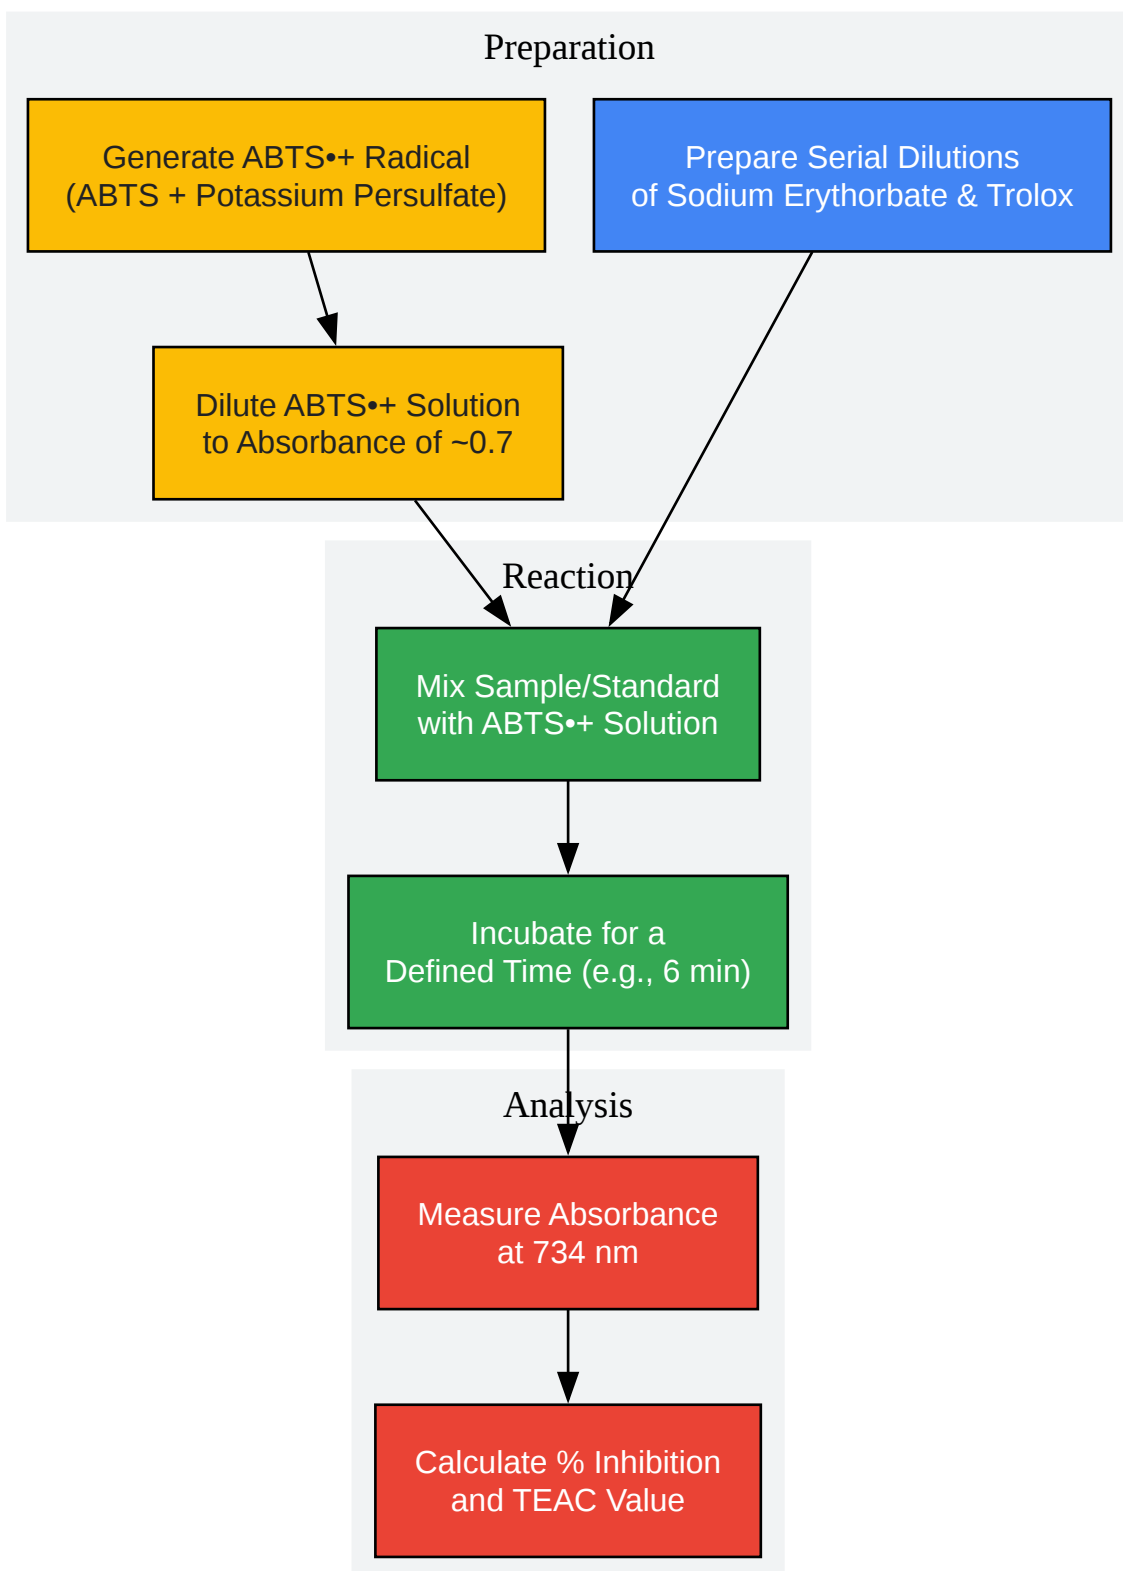 Preparation
Generate ABTS•+ Radical
(ABTS + Potassium Persulfate)
Prepare Serial Dilutions
of Sodium Erythorbate & Trolox
Dilute ABTS•+ Solution
to Absorbance of ~0.7
Reaction
Mix Sample/Standard
with ABTS•+ Solution
Incubate for a
Defined Time (e.g., 6 min)
Analysis
Measure Absorbance
at 734 nm
Calculate % Inhibition
and TEAC Value